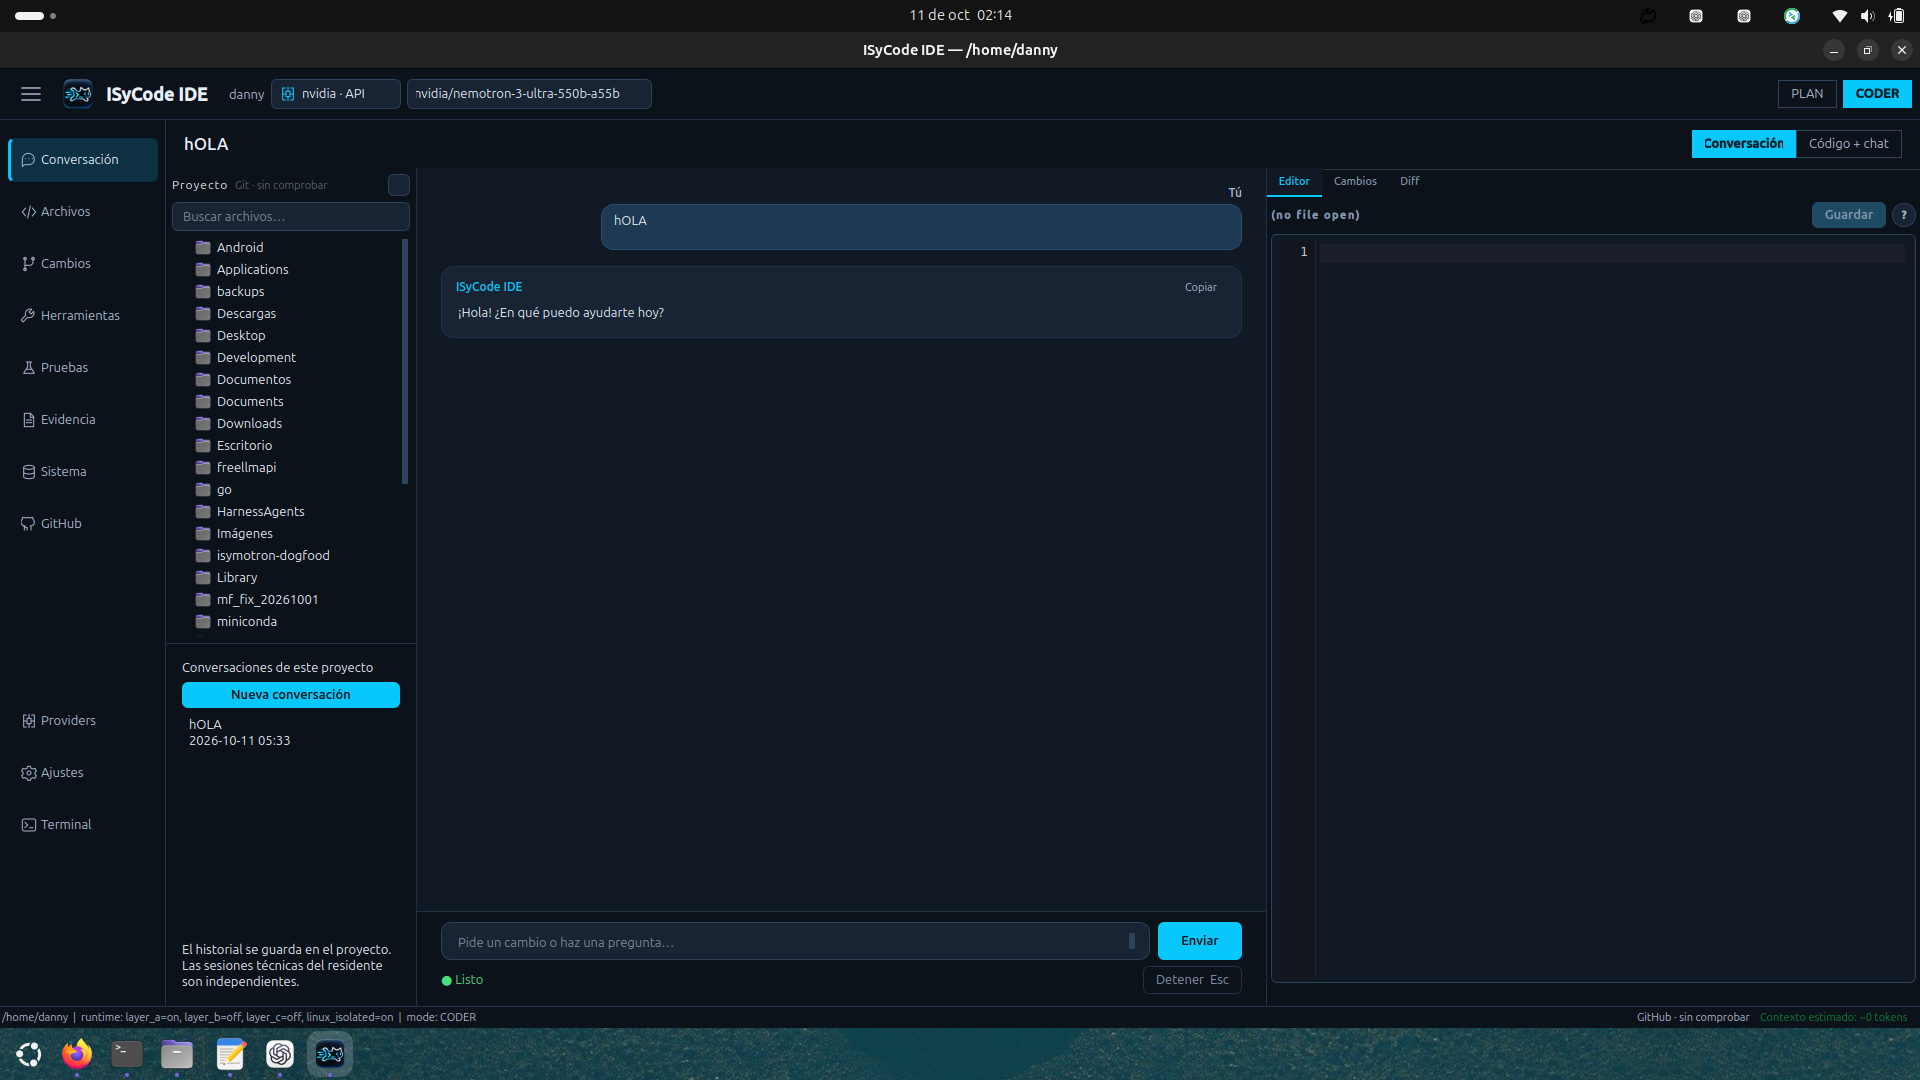 11 de oct 02:14
ISyCode IDE — /home/danny
ISyCode IDE danny nvidia · API nvidia/nemotron-3-ultra-550b-a55b PLAN CODER
Conversación
Archivos
Cambios
Herramientas
Pruebas
Evidencia
Sistema
GitHub
Providers
Ajustes
Terminal
hOLA
Conversación Código + chat
Proyecto Git · sin comprobar
Buscar archivos...
Android
Applications
backups
Descargas
Desktop
Development
Documentos
Documents
Downloads
Escritorio
freellmapi
go
HarnessAgents
Imágenes
isymotron-dogfood
Library
mf_fix_20261001
miniconda
Conversaciones de este proyecto
Nueva conversación
hOLA
2026-10-11 05:33
El historial se guarda en el proyecto.
Las sesiones técnicas del residente
son independientes.
Tú
hOLA
ISyCode IDE Copiar
¡Hola! ¿En qué puedo ayudarte hoy?
Pide un cambio o haz una pregunta...
Enviar
Listo
Detener Esc
Editor Cambios Diff
(no file open) Guardar ?
1
/home/danny | runtime: layer_a=on, layer_b=off, layer_c=off, linux_isolated=on | mode: CODER
GitHub · sin comprobar Contexto estimado: ~0 tokens